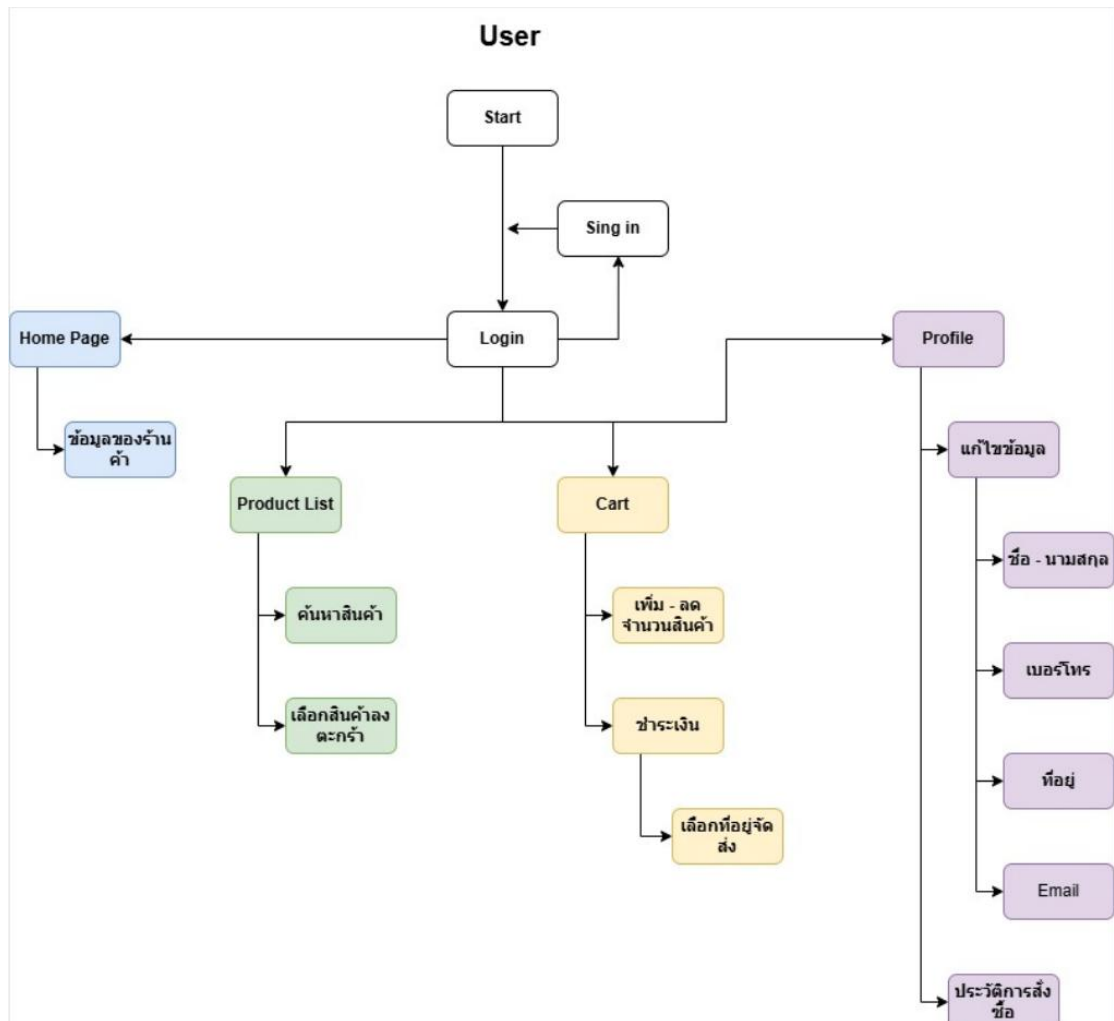 User
Start
Sing in
Home Page
Login
Profile
ข้อมูลของร้าน
ค้า
แก้ไขข้อมูล
Product List
Cart
ชื่อ - นามสกุล
ค้นหาสินค้า
เพิ่ม - ลด
จำนวนสินค้า
เบอร์โทร
เลือกสินค้าลง
ตะกร้า
ชำระเงิน
ที่อยู่
เลือกที่อยู่จัด
ส่ง
Email
ประวัติการสั่ง
ซื้อ